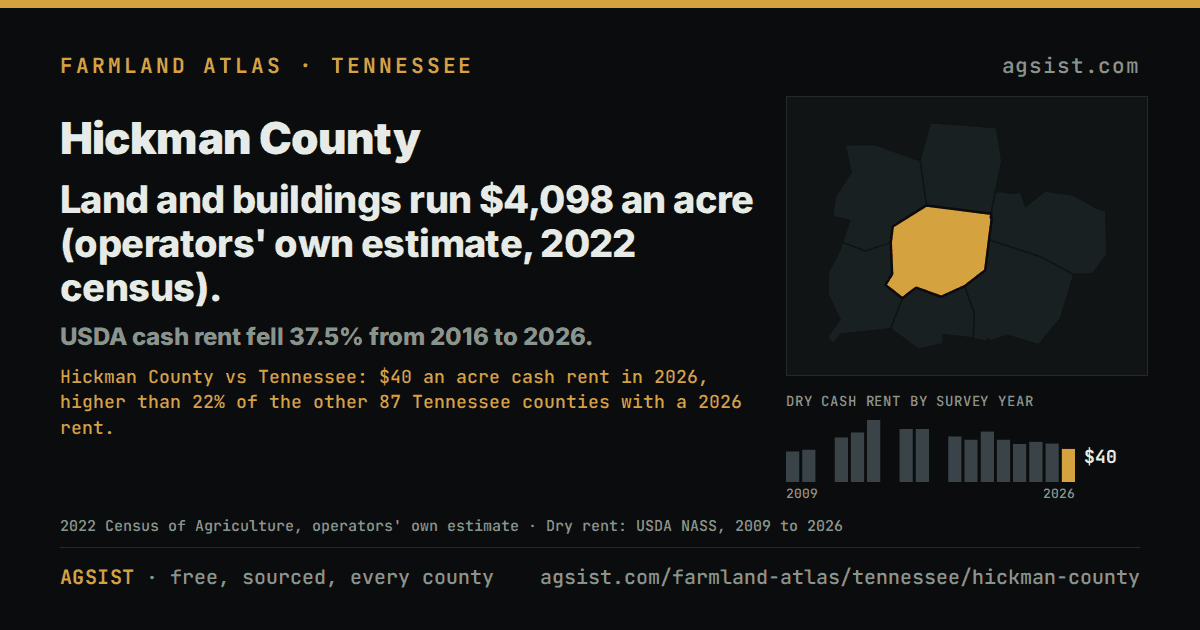 FARMLAND ATLAS · TENNESSEE
agsist.com
Hickman County
Land and buildings run $4,098 an acre
(operators' own estimate, 2022
census).
USDA cash rent fell 37.5% from 2016 to 2026.
Hickman County vs Tennessee: $40 an acre cash rent in 2026,
higher than 22% of the other 87 Tennessee counties with a 2026
rent.
DRY CASH RENT BY SURVEY YEAR
$40
2009
2026
2022 Census of Agriculture, operators' own estimate · Dry rent: USDA NASS, 2009 to 2026
AGSIST · free, sourced, every county
agsist.com/farmland-atlas/tennessee/hickman-county